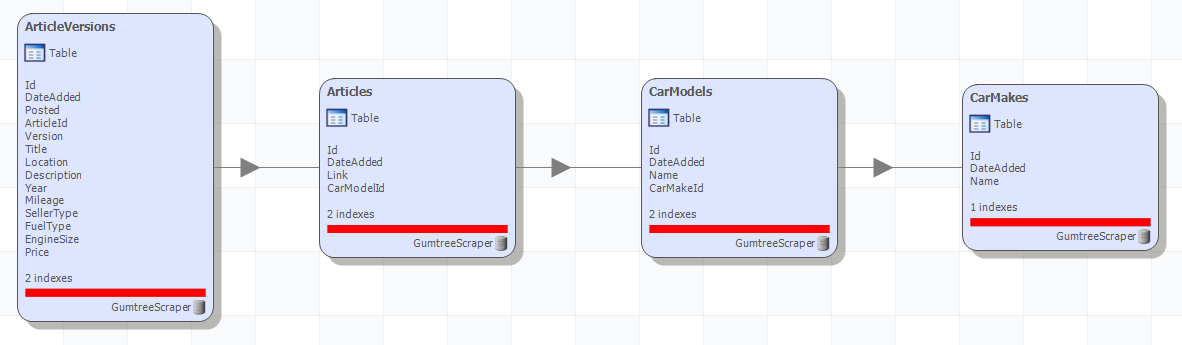 ArticleVersions
Table
Id
DateAdded
Posted
ArticleId
Version
Title
Location
Description
Year
Mileage
SellerType
FuelType
EngineSize
Price
2 indexes
GumtreeScraper
Articles
Table
Id
DateAdded
Link
CarModelId
2 indexes
GumtreeScraper
CarModels
Table
Id
DateAdded
Name
CarMakeId
2 indexes
GumtreeScraper
CarMakes
Table
Id
DateAdded
Name
1 indexes
GumtreeScraper